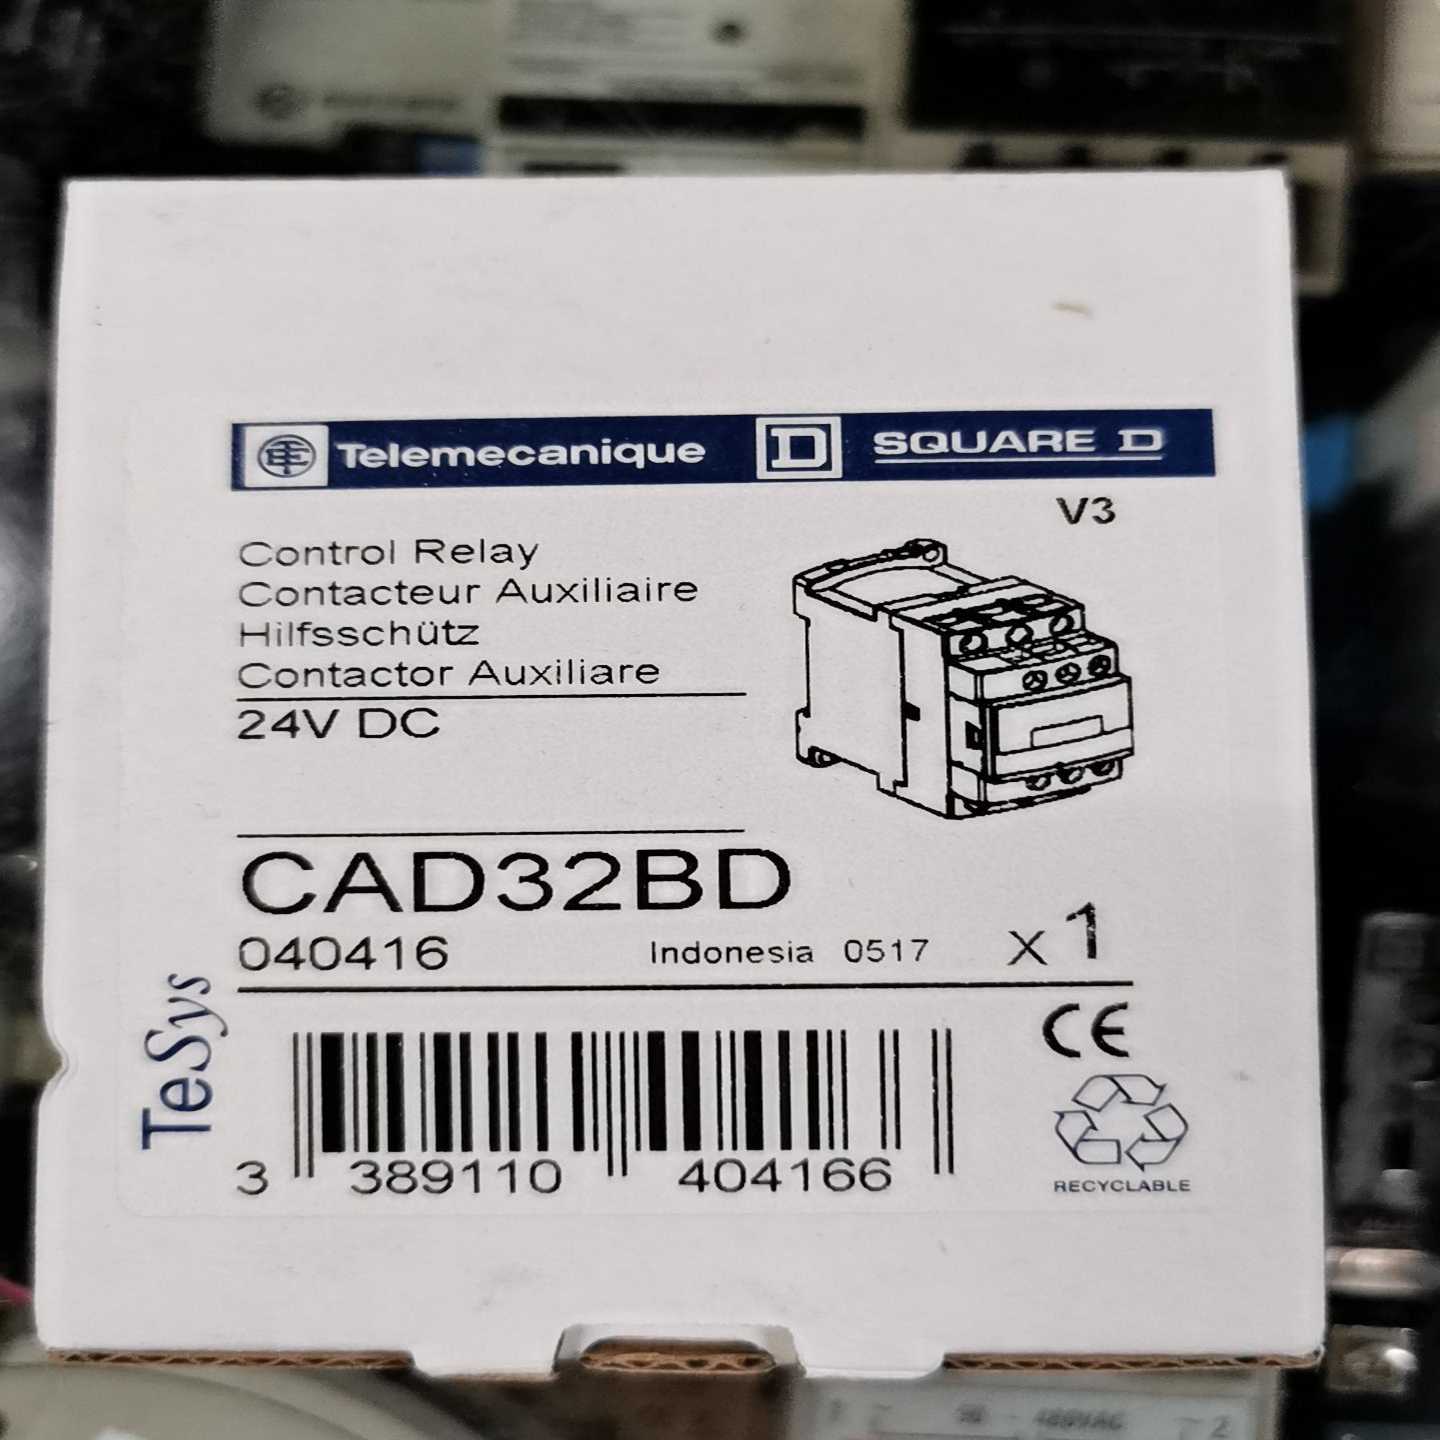 Telemecanique D SQUARE D
V3
Control Relay
Contacteur Auxiliaire
Hilfsschütz
Contactor Auxiliare
24V DC
CAD32BD
040416 Indonesia 0517 x 1
TeSys
CE
3 389110 404166
RECYCLABLE